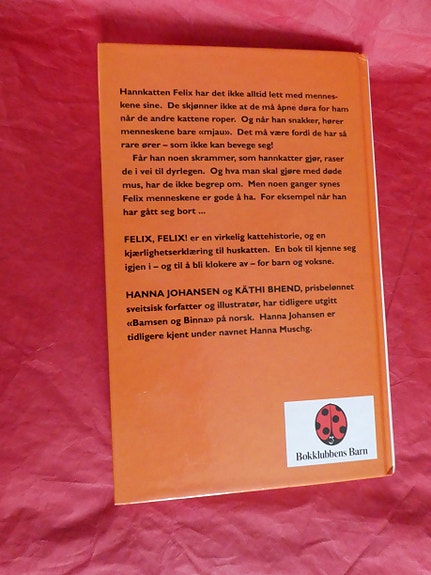 Hannkatten Felix har det ikke alltid lett med mennes-
kene sine. De skjønner ikke at de må åpne døra for ham
når de andre kattene roper. Og når han snakker, hører
menneskene bare «mjau». Det må være fordi de har så
rare ører – som ikke kan bevege seg!
Får han noen skrammer, som hannkatter gjør, raser
de i vei til dyrlegen. Og hva man skal gjøre med døde
mus, har de ikke begrep om. Men noen ganger synes
Felix menneskene er gode å ha. For eksempel når han
har gått seg bort ...
FELIX, FELIX! er en virkelig kattehistorie, og en
kjærlighetserklæring til huskatten. En bok til kjenne seg
igjen i – og til å bli klokere av – for barn og voksne.
HANNA JOHANSEN og KÄTHI BHEND, prisbelønnet
sveitsisk forfatter og illustratør, har tidligere utgitt
«Bamsen og Binna» på norsk. Hanna Johansen er
tidligere kjent under navnet Hanna Muschg.
Bokklubbens Barn